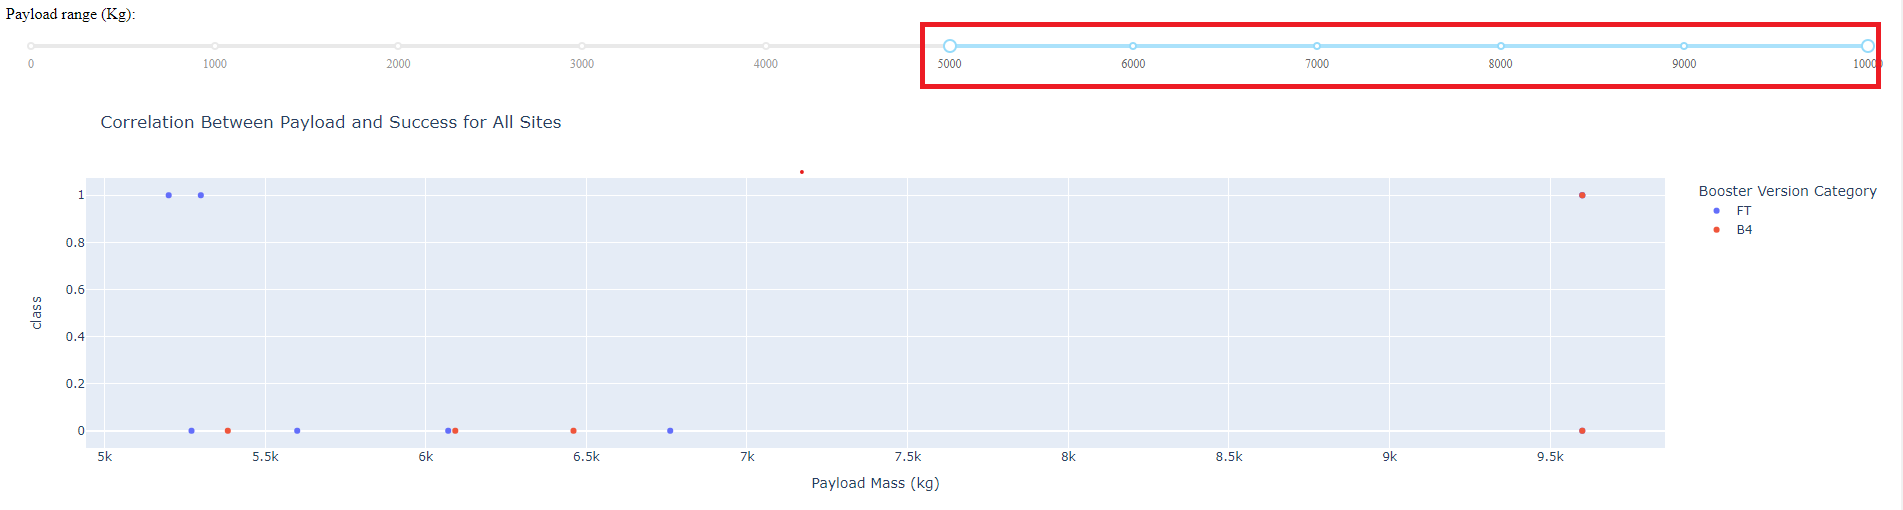 Payload range (Kg):
0 1000 2000 3000 4000 5000 6000 7000 8000 9000 10000
Correlation Between Payload and Success for All Sites
1
0.8
0.6
0.4
0.2
0
class
5k 5.5k 6k 6.5k 7k 7.5k 8k 8.5k 9k 9.5k
Payload Mass (kg)
Booster Version Category
FT
B4